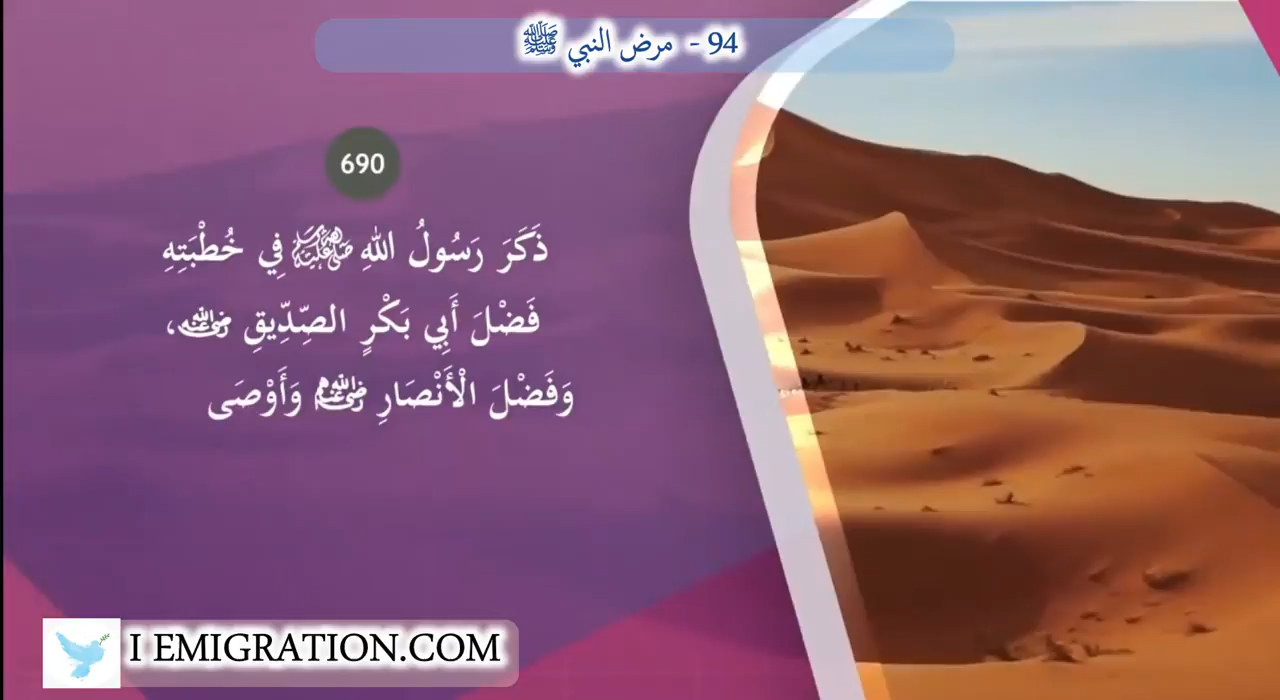 94 - مرض النبي ﷺ
690
ذَكَرَ رَسُولُ اللهِ ﷺ فِي خُطْبَتِهِ
فَضْلَ أَبِي بَكْرٍ الصِّدِّيقِ رضي الله عنه،
وَفَضْلَ الْأَنْصَارِ رضي الله عنهم وَأَوْصَى
I EMIGRATION.COM